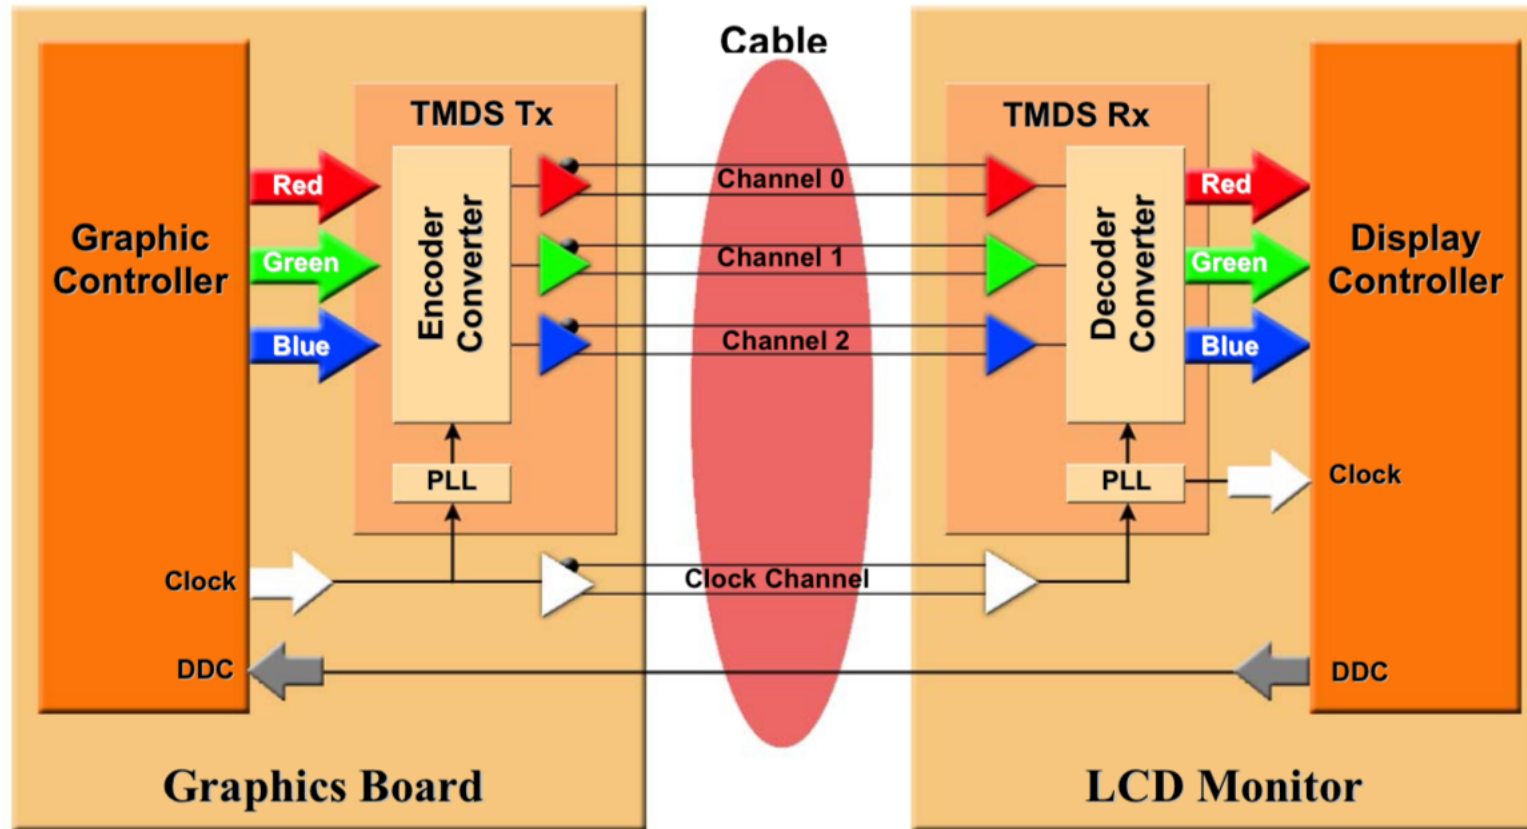 Cable
TMDS Tx
TMDS Rx
Red
Channel 0
Red
Graphic
Controller
Green
Encoder
Converter
Channel 1
Decoder
Converter
Green
Display
Controller
Blue
Channel 2
Blue
PLL
PLL
Clock
Clock
Clock Channel
DDC
DDC
Graphics Board
LCD Monitor